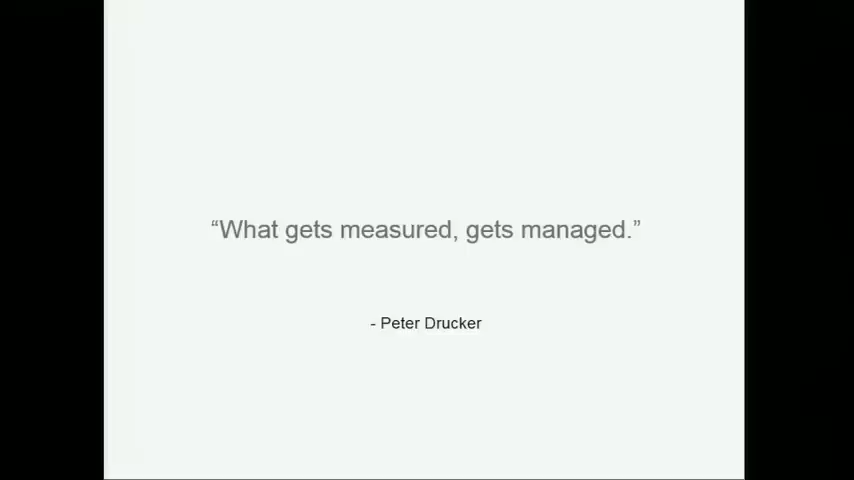 “What gets measured, gets managed.”
- Peter Drucker